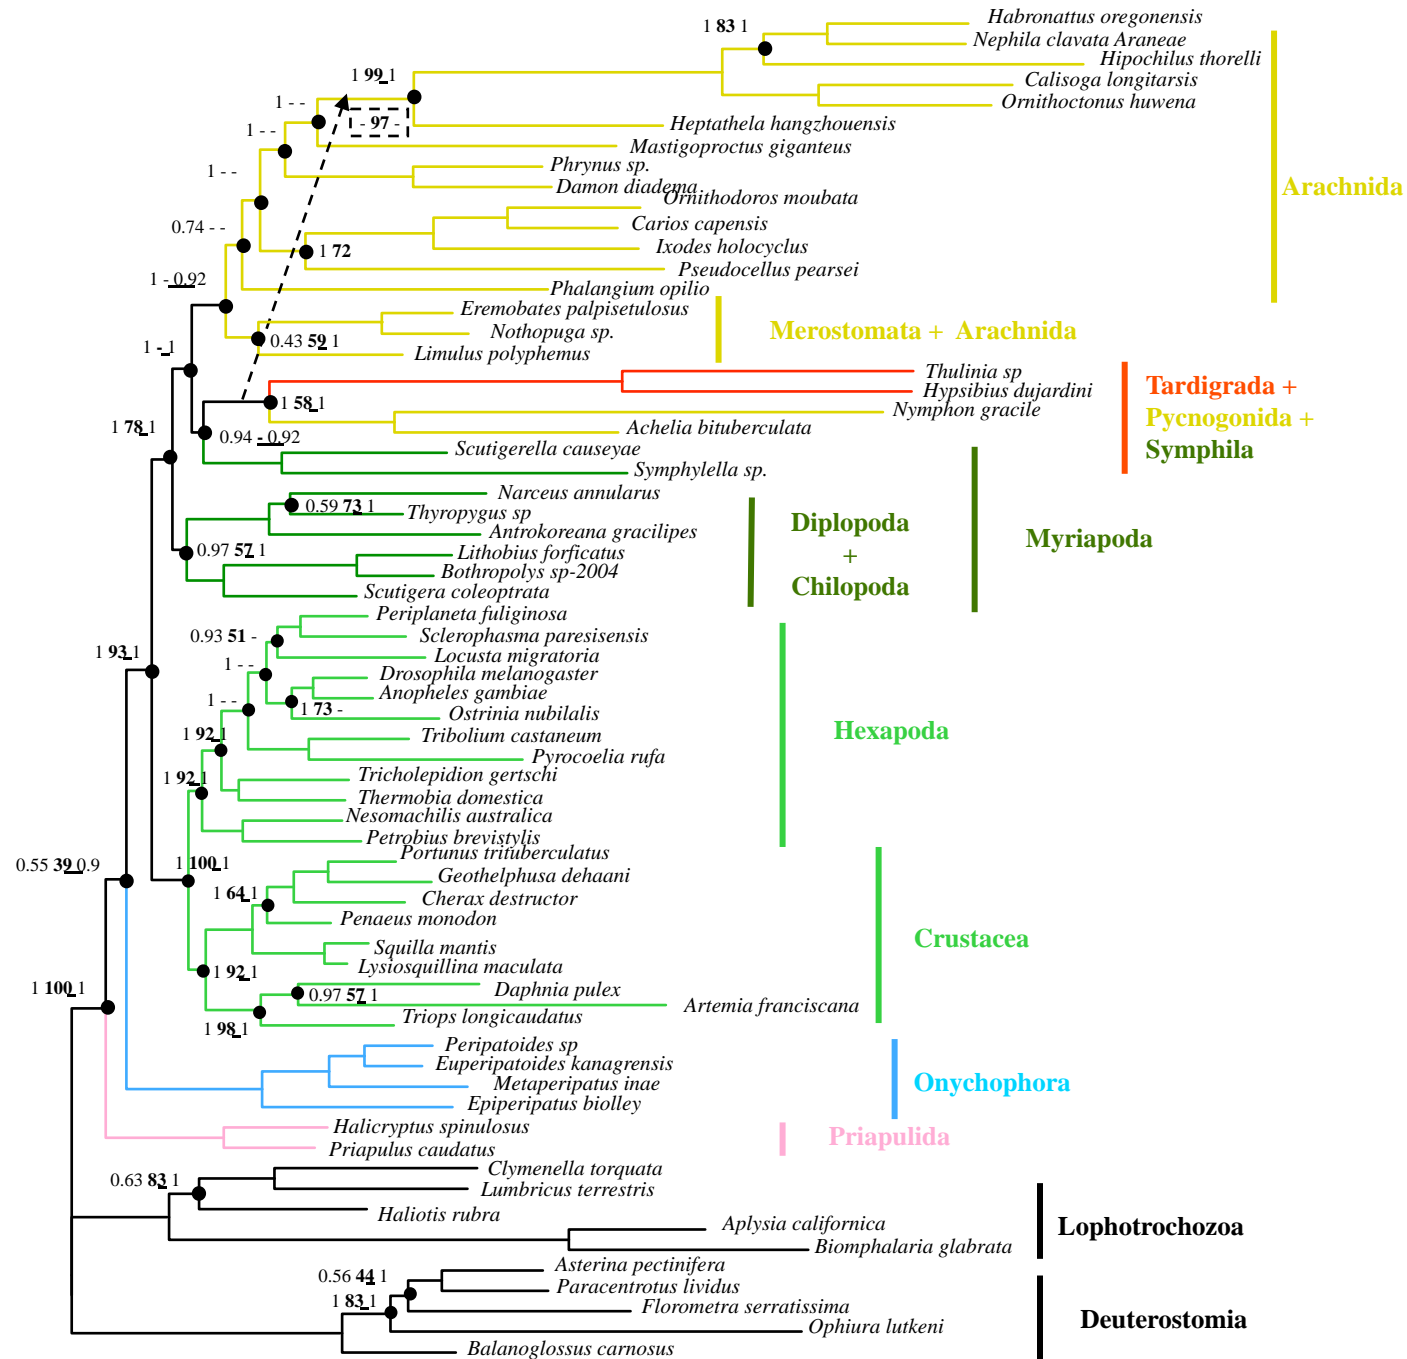 Habronattus oregonensis
1 83 1
Nephila clavata Araneae
Hipochilus thorelli
1 99 1
Calisoga longitarsis
1 - -
Ornithoctonus huwena
- 97 -
Heptathela hangzhouensis
1 - -
Mastigoproctus giganteus
Phrynus sp.
1 - -
Damon diadema
Arachnida
Ornithodoros moubata
0.74 - -
Carios capensis
1 72
Ixodes holocyclus
Pseudocellus pearsei
1 - 0.92
Phalangium opilio
Eremobates palpisetulosus
Nothopuga sp.
Merostomata + Arachnida
0.43 59 1
1 - 1
Limulus polyphemus
Thulinia sp
Hypsibius dujardini
Tardigrada +
1 58 1
Nymphon gracile
Pycnogonida +
1 78 1
0.94 - 0.92
Achelia bituberculata
Scutigerella causeyae
Symphila
Symphylella sp.
Narceus annularus
0.59 73 1
Thyropygus sp
Diplopoda
Antrokoreana gracilipes
Myriapoda
0.97 57 1
Lithobius forficatus
+
Bothropolys sp-2004
Chilopoda
Scutigera coleoptrata
Periplaneta fuliginosa
0.93 51 -
Sclerophasma paresisensis
1 93 1
Locusta migratoria
1 - -
Drosophila melanogaster
Anopheles gambiae
1 - -
1 73 -
Ostrinia nubilalis
Hexapoda
1 92 1
Tribolium castaneum
Pyrocoelia rufa
1 92 1
Tricholepidion gertschi
Thermobia domestica
Nesomachilis australica
Petrobius brevistylis
0.55 39 0.9
1 100 1
Portunus trituberculatus
Geothelphusa dehaani
1 64 1
Cherax destructor
Penaeus monodon
Crustacea
Squilla mantis
1 92 1
Lysiosquillina maculata
1 100 1
Daphnia pulex
0.97 57 1
Artemia franciscana
1 98 1
Triops longicaudatus
Peripatoides sp
Euperipatoides kanagrensis
Onychophora
Metaperipatus inae
Epiperipatus biolley
Halicryptus spinulosus
Priapulida
Priapulus caudatus
Clymenella torquata
0.63 83 1
Lumbricus terrestris
Haliotis rubra
Lophotrochozoa
Aplysia californica
Biomphalaria glabrata
Asterina pectinifera
0.56 44 1
Paracentrotus lividus
1 83 1
Florometra serratissima
Deuterostomia
Ophiura lutkeni
Balanoglossus carnosus